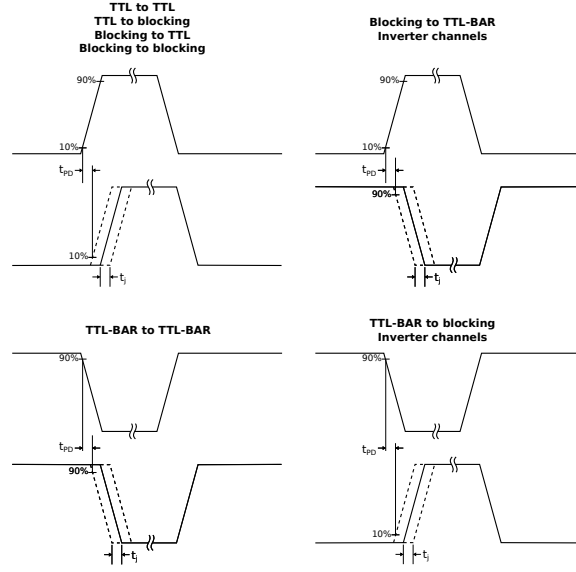 TTL to TTL
TTL to blocking
Blocking to TTL
Blocking to blocking
90%
10%
tPD
10%
tj
Blocking to TTL-BAR
Inverter channels
90%
10%
tPD
90%
tj
TTL-BAR to TTL-BAR
90%
tPD
90%
tj
TTL-BAR to blocking
Inverter channels
90%
tPD
10%
tj